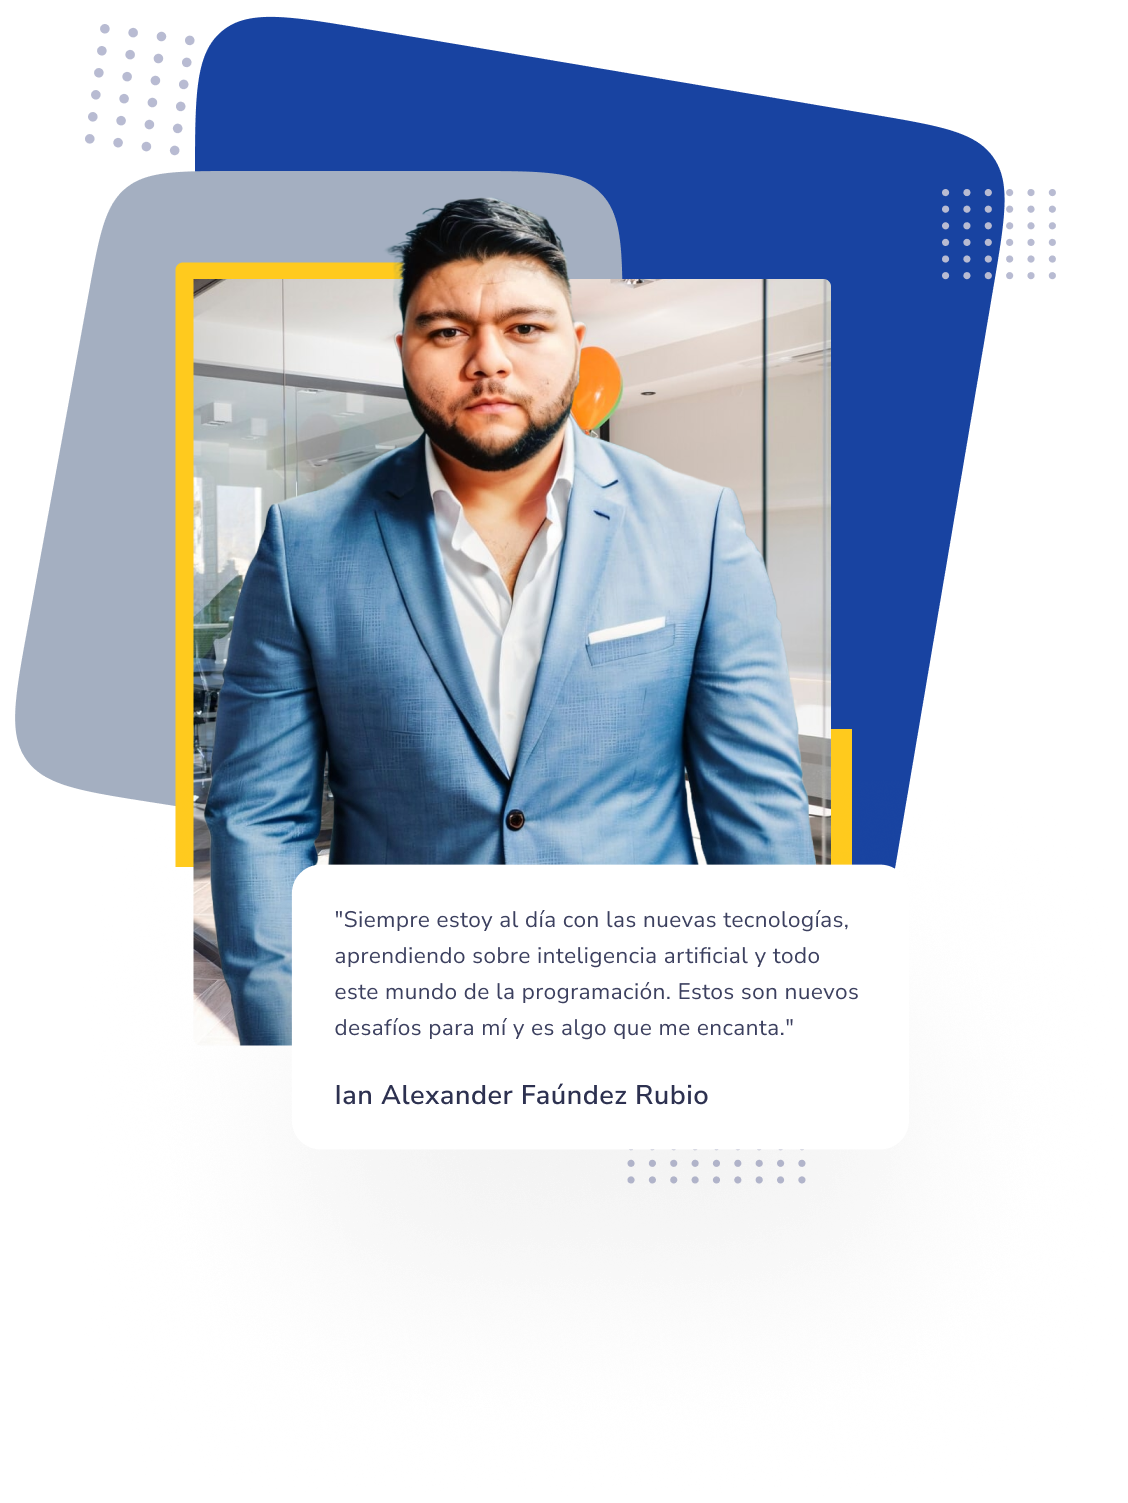 "Siempre estoy al día con las nuevas tecnologías,
aprendiendo sobre inteligencia artificial y todo
este mundo de la programación. Estos son nuevos
desafíos para mí y es algo que me encanta."
Ian Alexander Faúndez Rubio